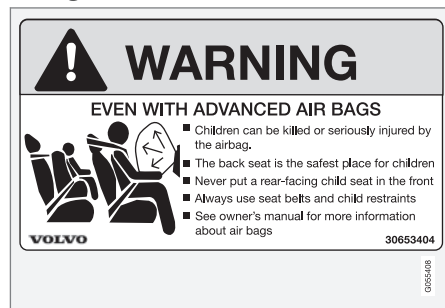 WARNING
EVEN WITH ADVANCED AIR BAGS
■ Children can be killed or seriously injured by
the airbag.
■ The back seat is the safest place for children
■ Never put a rear-facing child seat in the front
■ Always use seat belts and child restraints
■ See owner's manual for more information
about air bags
VOLVO
30653404
G055408